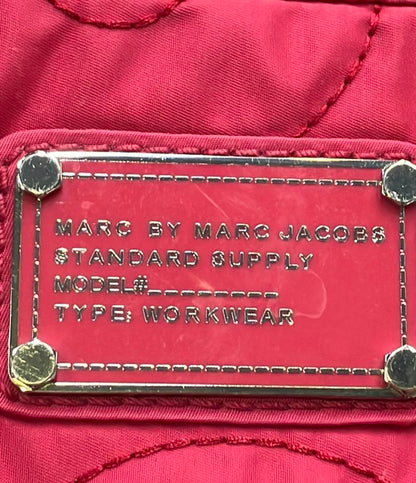 MARC BY MARC JACOBS
STANDARD SUPPLY
MODEL#_________
TYPE: WORKWEAR